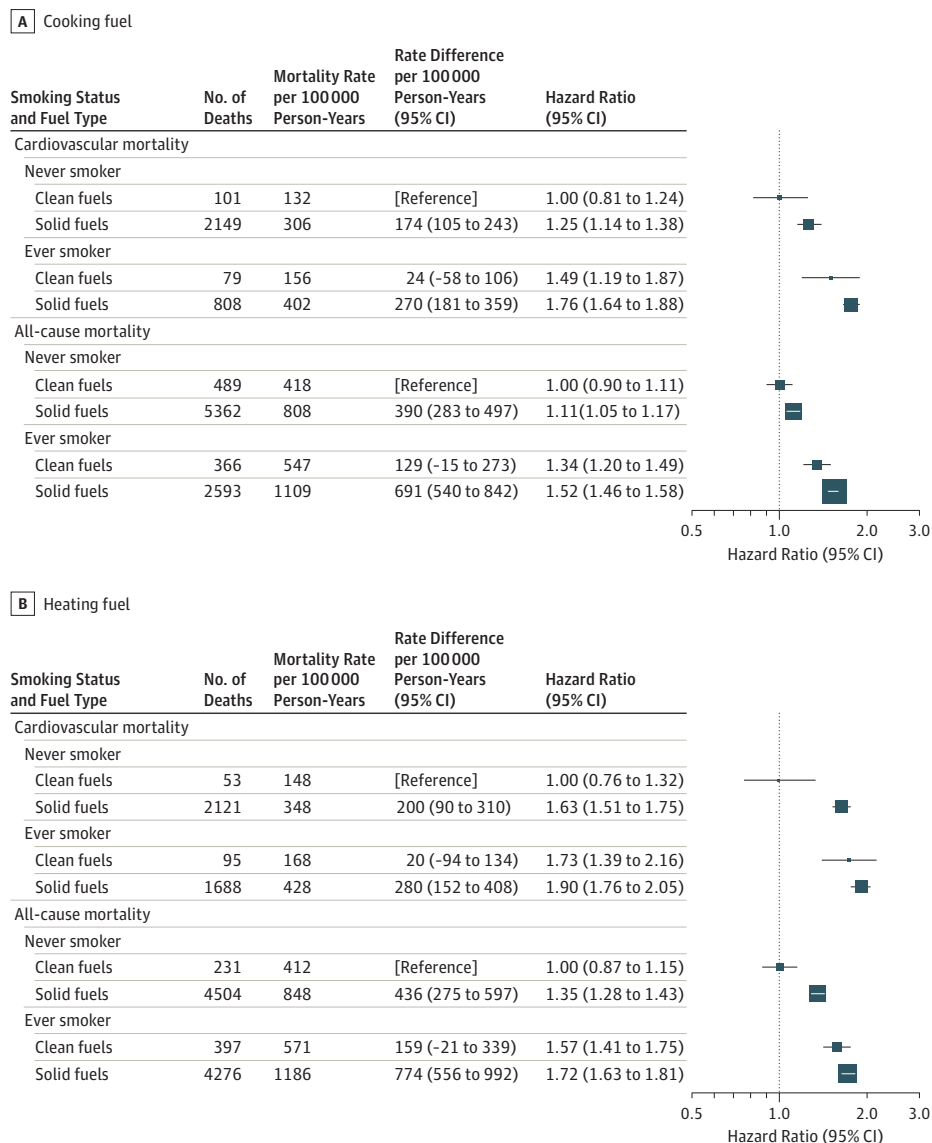 A Cooking fuel
Rate Difference
Mortality Rate per 100 000
Smoking Status No. of per 100 000 Person-Years Hazard Ratio
and Fuel Type Deaths Person-Years (95% CI) (95% CI)
Cardiovascular mortality
Never smoker
Clean fuels 101 132 [Reference] 1.00 (0.81 to 1.24)
Solid fuels 2149 306 174 (105 to 243) 1.25 (1.14 to 1.38)
Ever smoker
Clean fuels 79 156 24 (-58 to 106) 1.49 (1.19 to 1.87)
Solid fuels 808 402 270 (181 to 359) 1.76 (1.64 to 1.88)
All-cause mortality
Never smoker
Clean fuels 489 418 [Reference] 1.00 (0.90 to 1.11)
Solid fuels 5362 808 390 (283 to 497) 1.11(1.05 to 1.17)
Ever smoker
Clean fuels 366 547 129 (-15 to 273) 1.34 (1.20 to 1.49)
Solid fuels 2593 1109 691 (540 to 842) 1.52 (1.46 to 1.58)
0.5 1.0 2.0 3.0
Hazard Ratio (95% CI)
B Heating fuel
Rate Difference
Mortality Rate per 100 000
Smoking Status No. of per 100 000 Person-Years Hazard Ratio
and Fuel Type Deaths Person-Years (95% CI) (95% CI)
Cardiovascular mortality
Never smoker
Clean fuels 53 148 [Reference] 1.00 (0.76 to 1.32)
Solid fuels 2121 348 200 (90 to 310) 1.63 (1.51 to 1.75)
Ever smoker
Clean fuels 95 168 20 (-94 to 134) 1.73 (1.39 to 2.16)
Solid fuels 1688 428 280 (152 to 408) 1.90 (1.76 to 2.05)
All-cause mortality
Never smoker
Clean fuels 231 412 [Reference] 1.00 (0.87 to 1.15)
Solid fuels 4504 848 436 (275 to 597) 1.35 (1.28 to 1.43)
Ever smoker
Clean fuels 397 571 159 (-21 to 339) 1.57 (1.41 to 1.75)
Solid fuels 4276 1186 774 (556 to 992) 1.72 (1.63 to 1.81)
0.5 1.0 2.0 3.0
Hazard Ratio (95% CI)